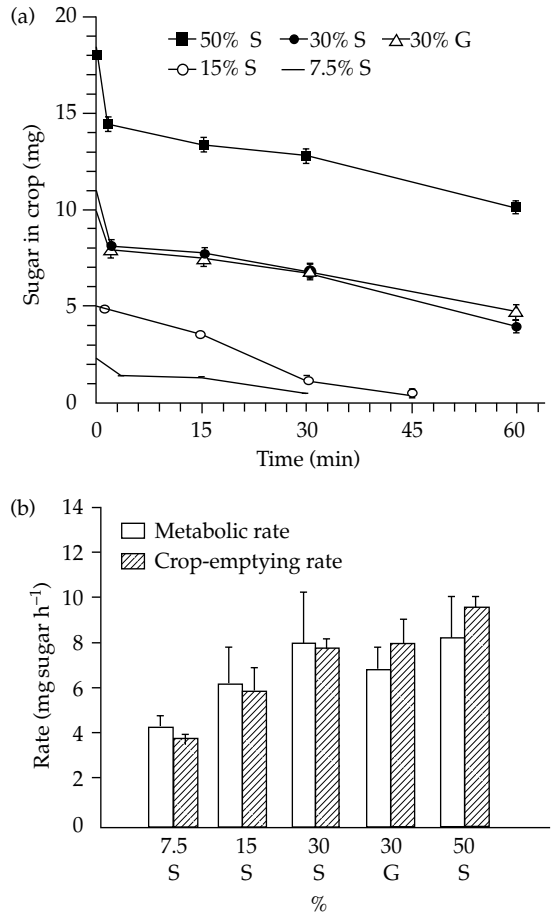 (a)
20
15
10
5
0
Sugar in crop (mg)
50% S
30% S
30% G
15% S
7.5% S
0 15 30 45 60
Time (min)
(b)
14
12
10
8
6
4
2
0
Rate (mg sugar h⁻¹)
Metabolic rate
Crop-emptying rate
7.5 15 30 30 50
S S S G S
%